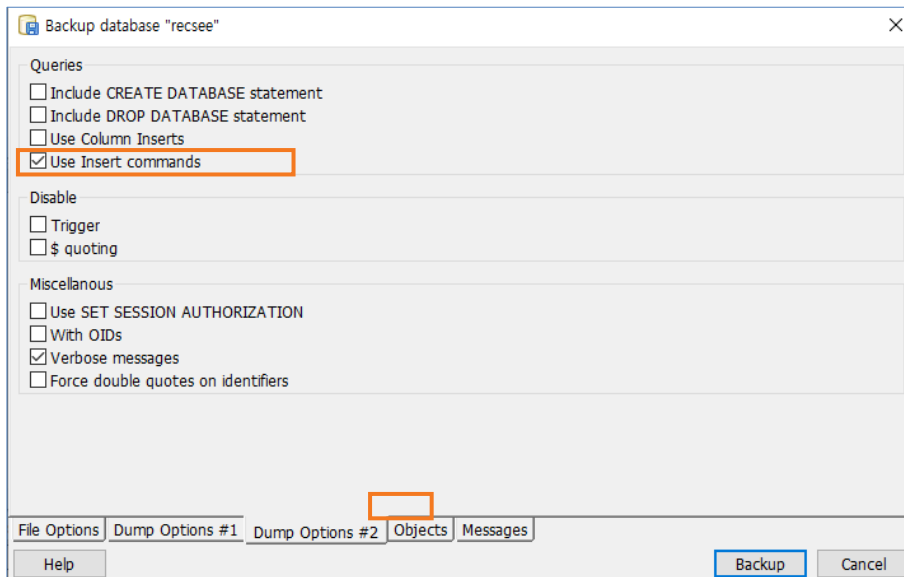 Backup database "recsee"
Queries
Include CREATE DATABASE statement
Include DROP DATABASE statement
Use Column Inserts
Use Insert commands
Disable
Trigger
$ quoting
Miscellanous
Use SET SESSION AUTHORIZATION
With OIDs
Verbose messages
Force double quotes on identifiers
File Options Dump Options #1 Dump Options #2 Objects Messages
Help Backup Cancel